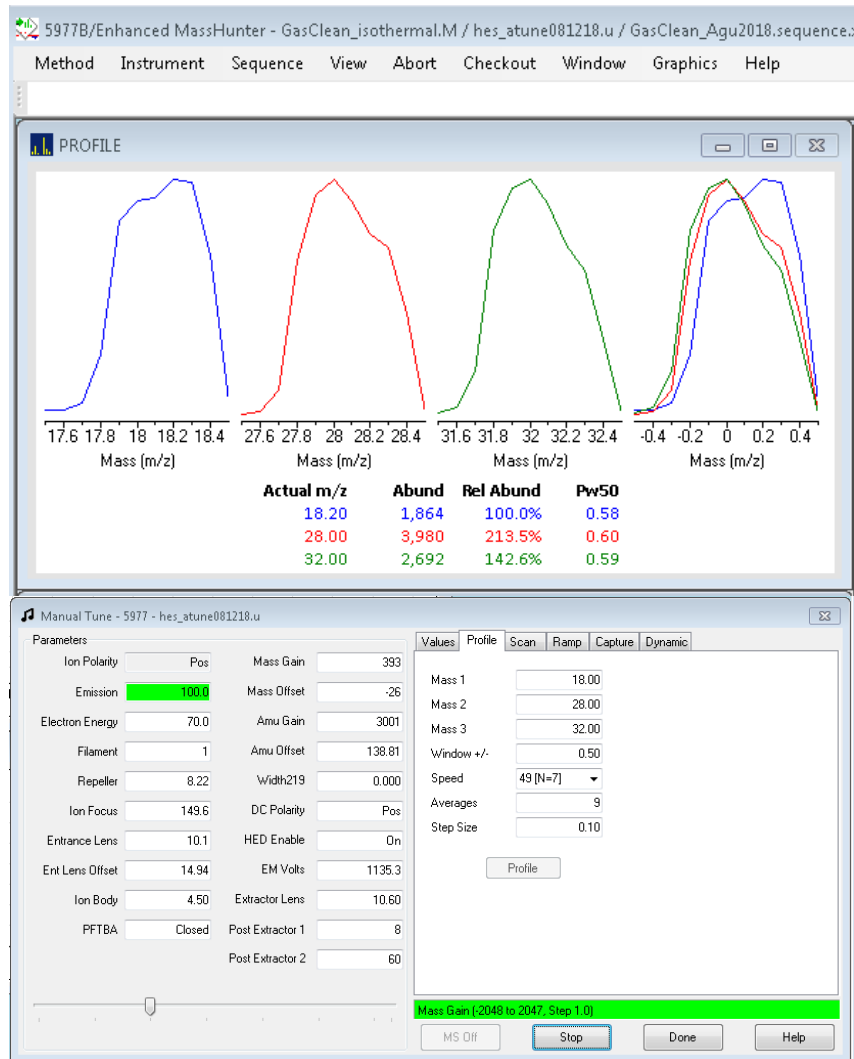 5977B/Enhanced MassHunter - GasClean_isothermal.M / hes_atune081218.u / GasClean_Agu2018.sequence.x
Method Instrument Sequence View Abort Checkout Window Graphics Help
PROFILE
17.6 17.8 18 18.2 18.4 27.6 27.8 28 28.2 28.4 31.6 31.8 32 32.2 32.4 -0.4 -0.2 0 0.2 0.4
Mass (m/z) Mass (m/z) Mass (m/z) Mass (m/z)
Actual m/z Abund Rel Abund Pw50
18.20 1,864 100.0% 0.58
28.00 3,980 213.5% 0.60
32.00 2,692 142.6% 0.59
Manual Tune - 5977 - hes_atune081218.u
Parameters
Ion Polarity Pos Mass Gain 393
Emission 100.0 Mass Offset -26
Electron Energy 70.0 Amu Gain 3001
Filament 1 Amu Offset 138.81
Repeller 8.22 Width219 0.000
Ion Focus 149.6 DC Polarity Pos
Entrance Lens 10.1 HED Enable On
Ent Lens Offset 14.94 EM Volts 1135.3
Ion Body 4.50 Extractor Lens 10.60
PFTBA Closed Post Extractor 1 8
Post Extractor 2 60
Values Profile Scan Ramp Capture Dynamic
Mass 1 18.00
Mass 2 28.00
Mass 3 32.00
Window +/- 0.50
Speed 49 [N=7]
Averages 9
Step Size 0.10
Profile
Mass Gain (-2048 to 2047, Step 1.0)
MS Off Stop Done Help